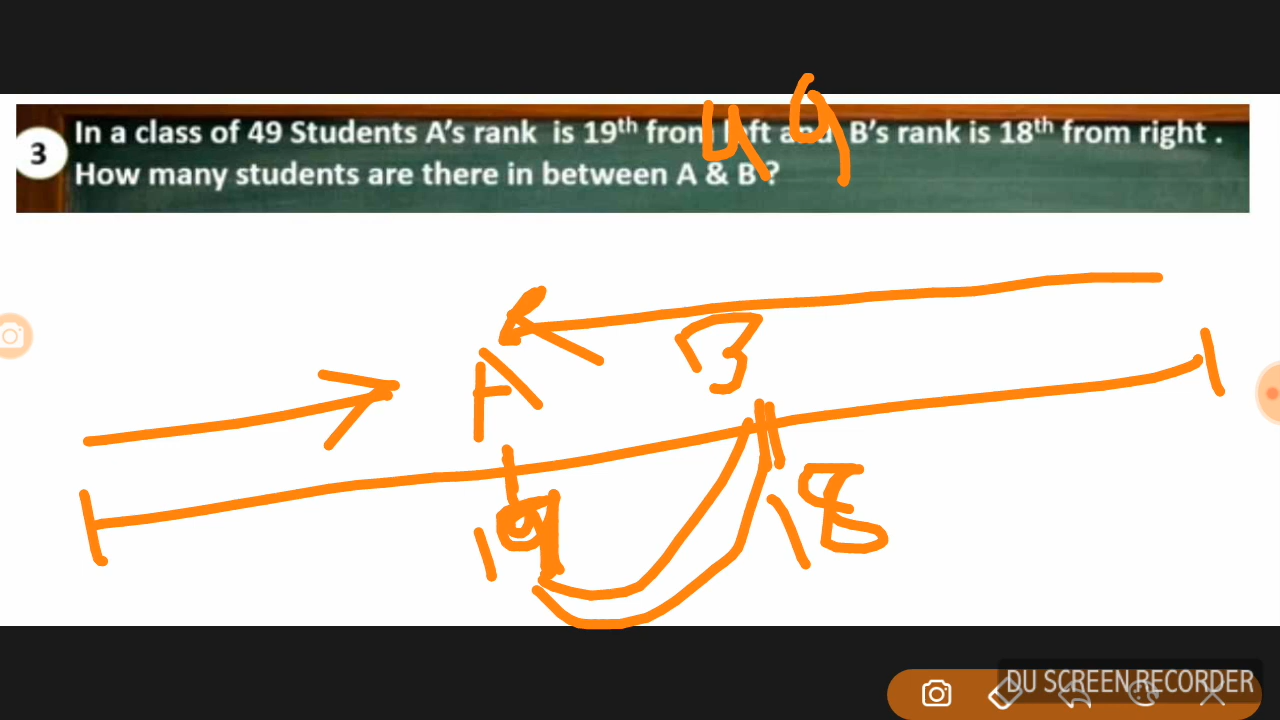 3
In a class of 49 Students A's rank is 19th from left and B's rank is 18th from right .
How many students are there in between A & B ?
49
A
B
19
18
DU SCREEN RECORDER